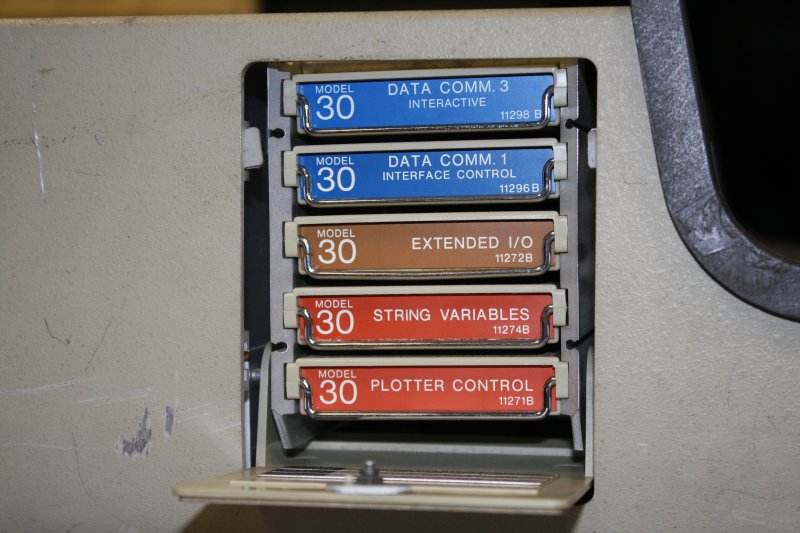 MODEL
30
DATA COMM. 3
INTERACTIVE
11298 B
MODEL
30
DATA COMM. 1
INTERFACE CONTROL
11296 B
MODEL
30
EXTENDED I/O
11272B
MODEL
30
STRING VARIABLES
11274B
MODEL
30
PLOTTER CONTROL
11271B